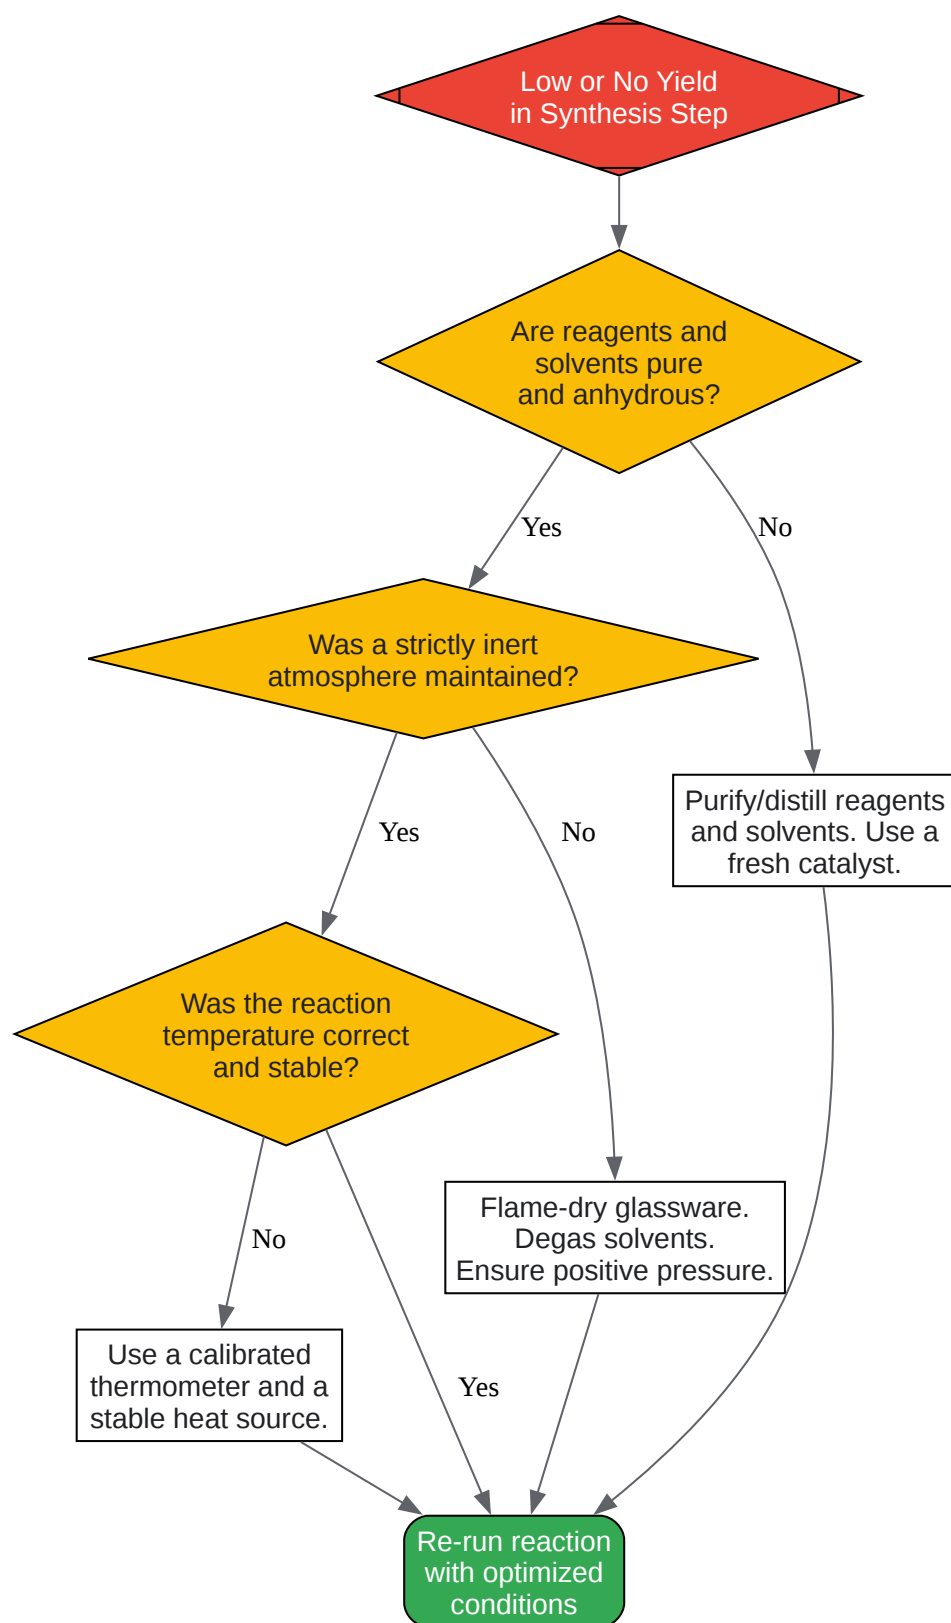 Low or No Yield
in Synthesis Step
Are reagents and
solvents pure
and anhydrous?
Yes
No
Was a strictly inert
atmosphere maintained?
Yes
No
Purify/distill reagents
and solvents. Use a
fresh catalyst.
Was the reaction
temperature correct
and stable?
No
Yes
Flame-dry glassware.
Degas solvents.
Ensure positive pressure.
Use a calibrated
thermometer and a
stable heat source.
Re-run reaction
with optimized
conditions